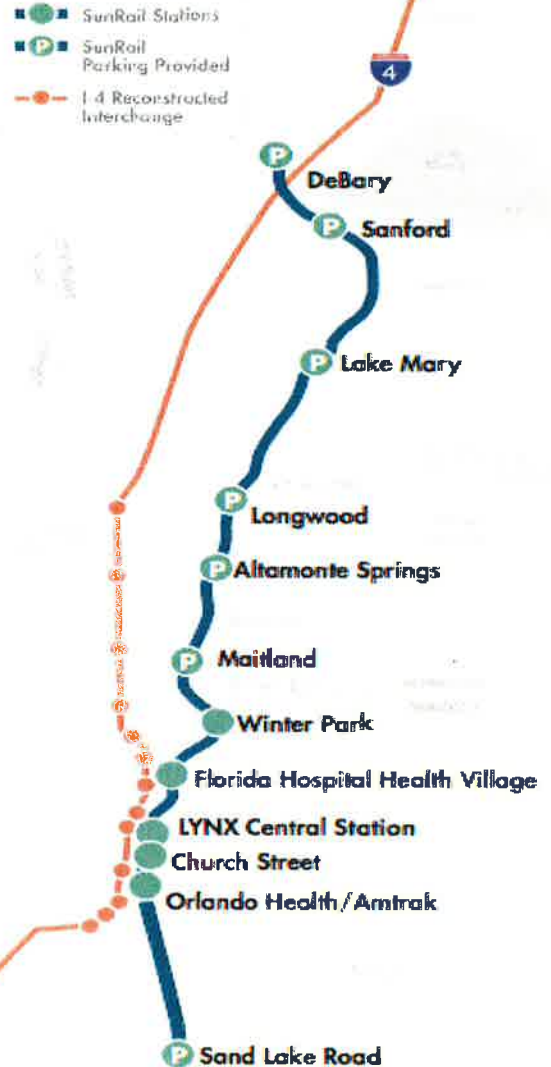 SunRail Stations
P SunRail
Parking Provided
I-4 Reconstructed
Interchange
4
P
DeBary
P Sanford
P Lake Mary
P Longwood
P Altamonte Springs
P Maitland
Winter Park
Florida Hospital Health Village
LYNX Central Station
Church Street
Orlando Health/Amtrak
P Sand Lake Road